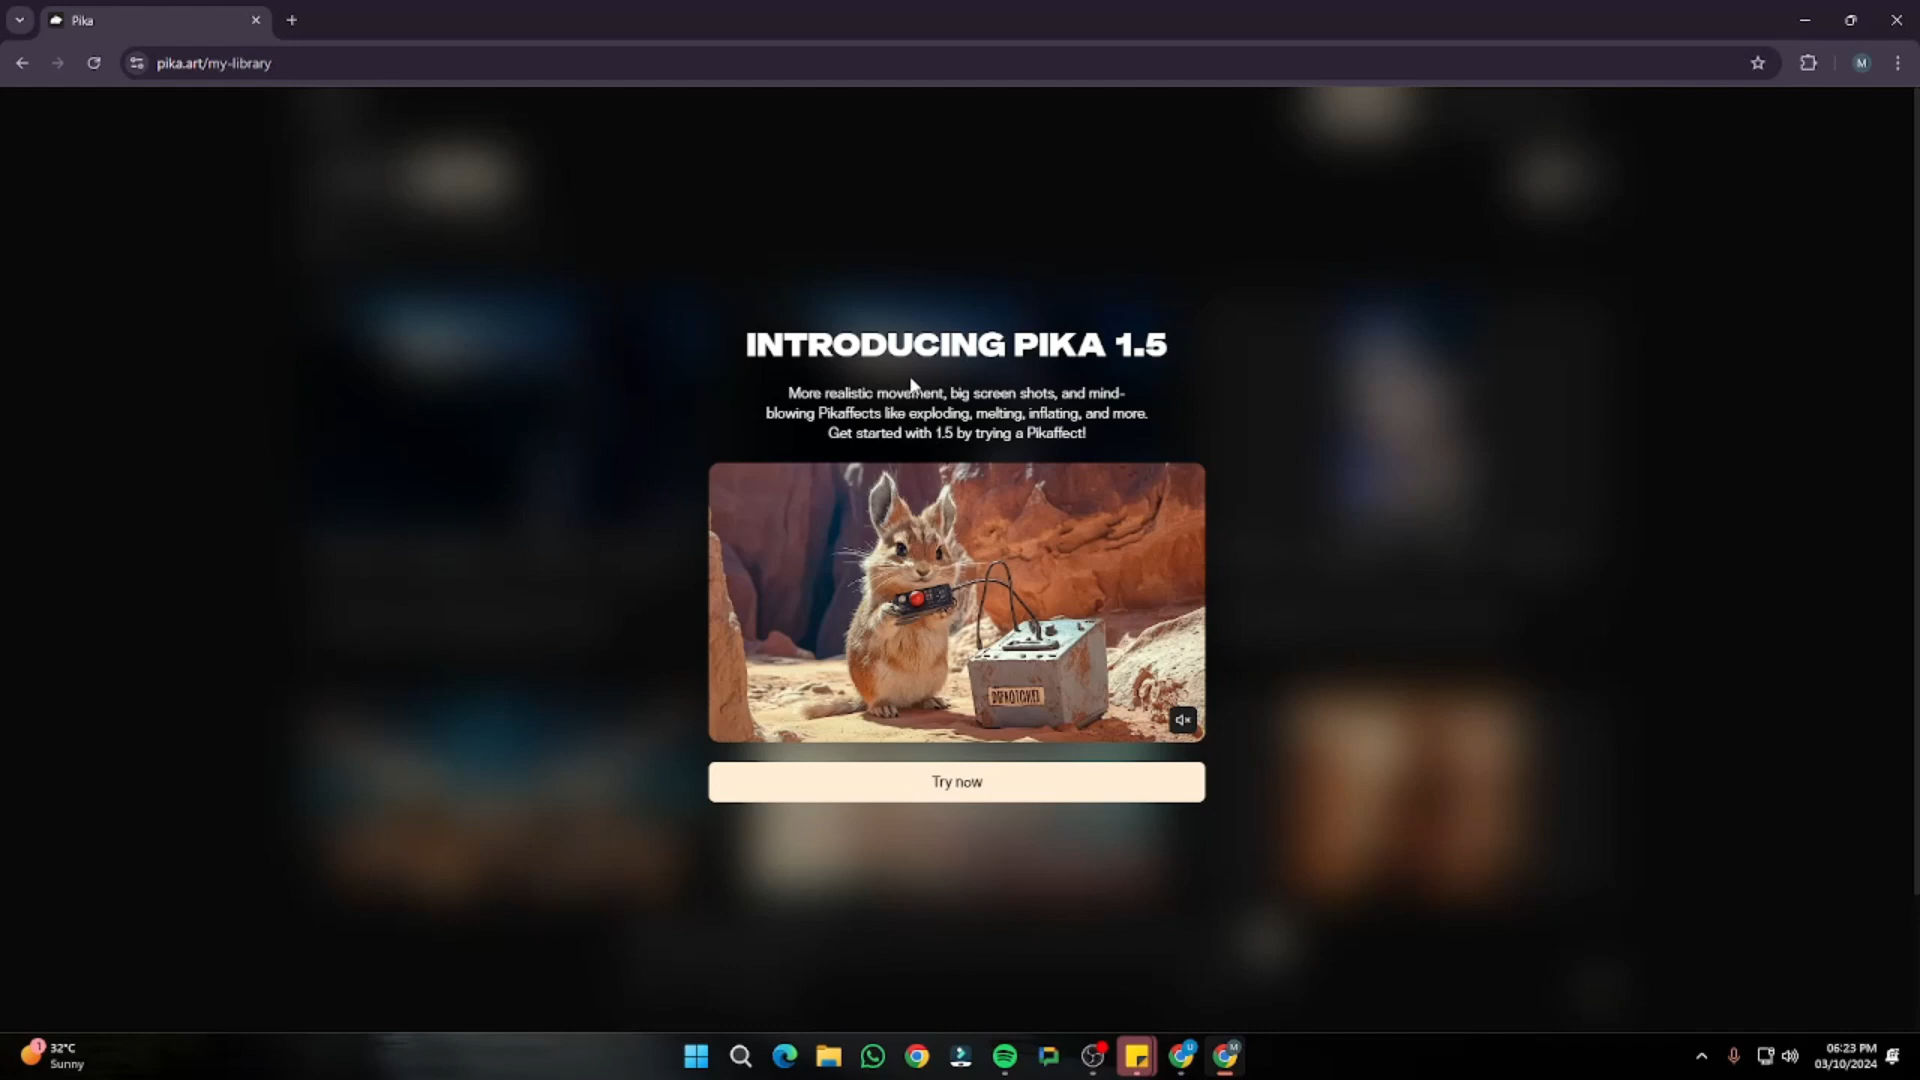 Pika
pika.art/my-library
M
INTRODUCING PIKA 1.5
More realistic movement, big screen shots, and mind-
blowing Pikaffects like exploding, melting, inflating, and more.
Get started with 1.5 by trying a Pikaffect!
Try now
1
32°C
Sunny
U
M
06:23 PM
03/10/2024